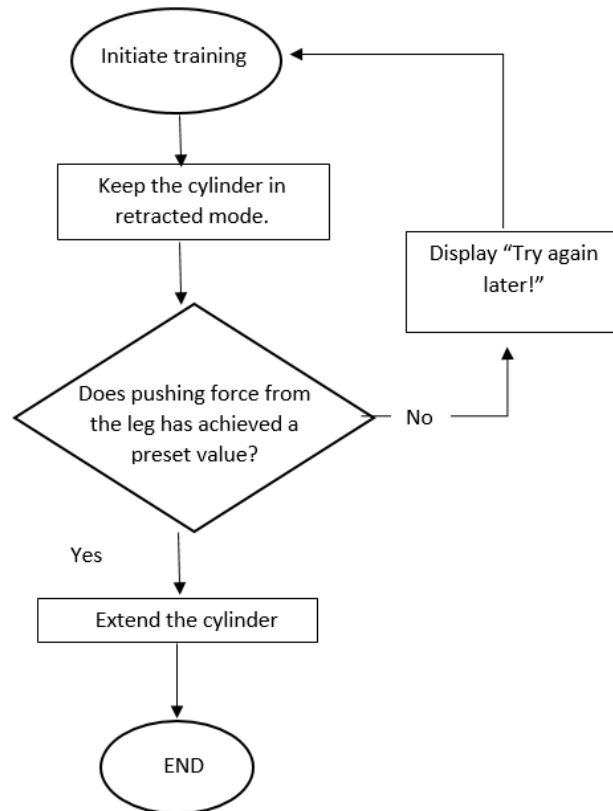 Initiate training
Keep the cylinder in
retracted mode.
Display “Try again
later!”
Does pushing force from
the leg has achieved a
preset value?
No
Yes
Extend the cylinder
END